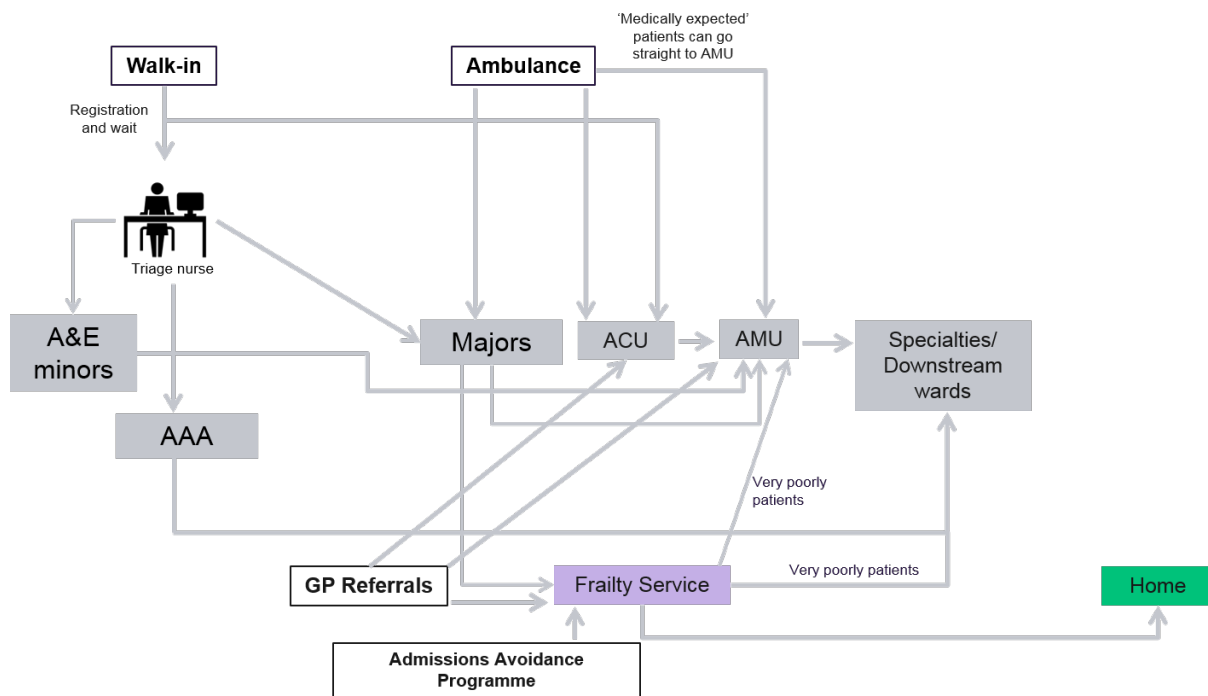 ‘Medically expected’
patients can go
straight to AMU
Walk-in
Ambulance
Registration
and wait
Triage nurse
A&E
minors
Majors
ACU
AMU
Specialties/
Downstream
wards
AAA
Very poorly
patients
GP Referrals
Frailty Service
Very poorly patients
Home
Admissions Avoidance
Programme